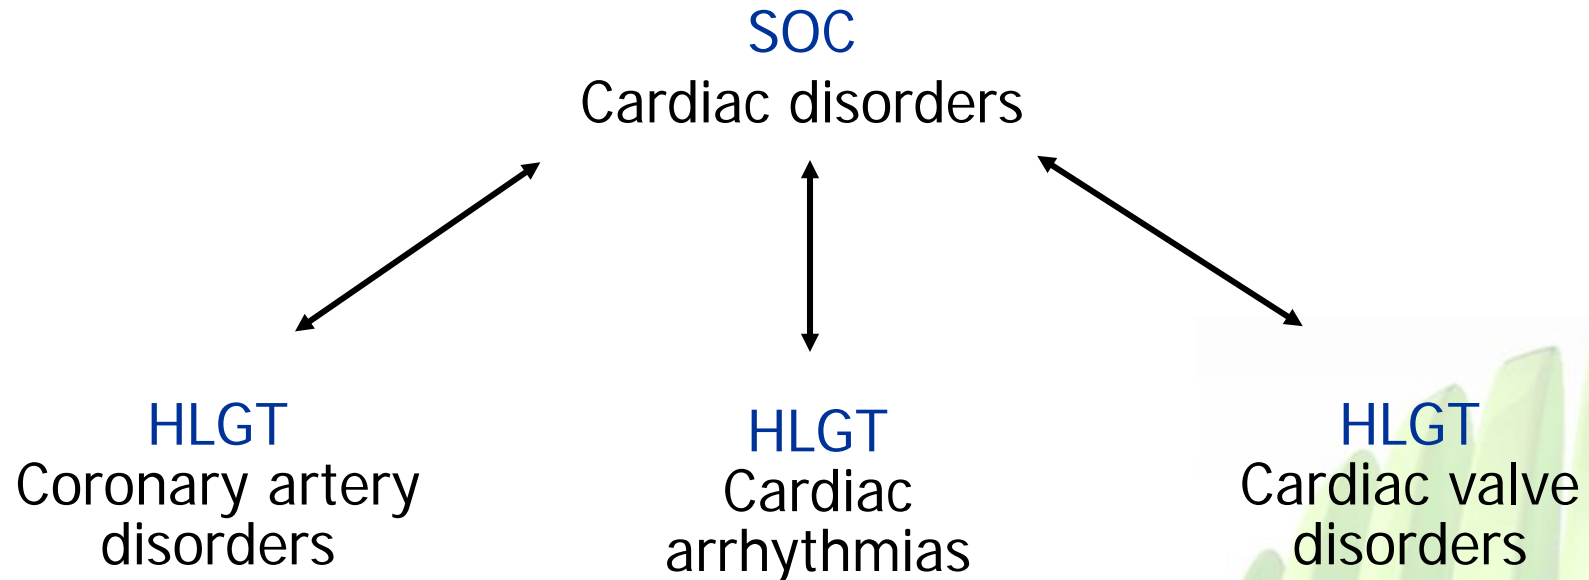 SOC
Cardiac disorders
HLGT
Coronary artery
disorders
HLGT
Cardiac
arrhythmias
HLGT
Cardiac valve
disorders